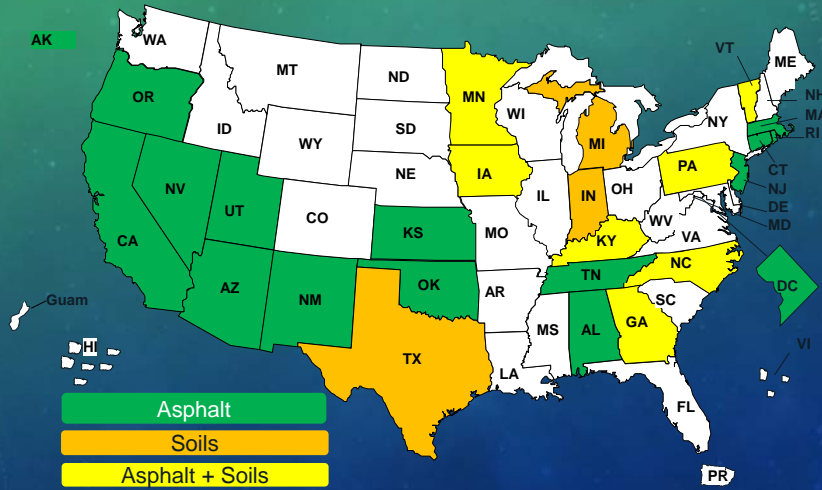 AK
WA
MT
ND
MN
VT
ME
OR
ID
SD
WI
NY
NH
MA
RI
WY
MI
CT
NV
NE
IA
PA
NJ
UT
CO
IL
IN
OH
DE
MD
CA
KS
MO
WV
VA
KY
AZ
NM
OK
AR
TN
NC
DC
SC
Guam
HI
TX
MS
AL
GA
LA
VI
FL
PR
Asphalt
Soils
Asphalt + Soils